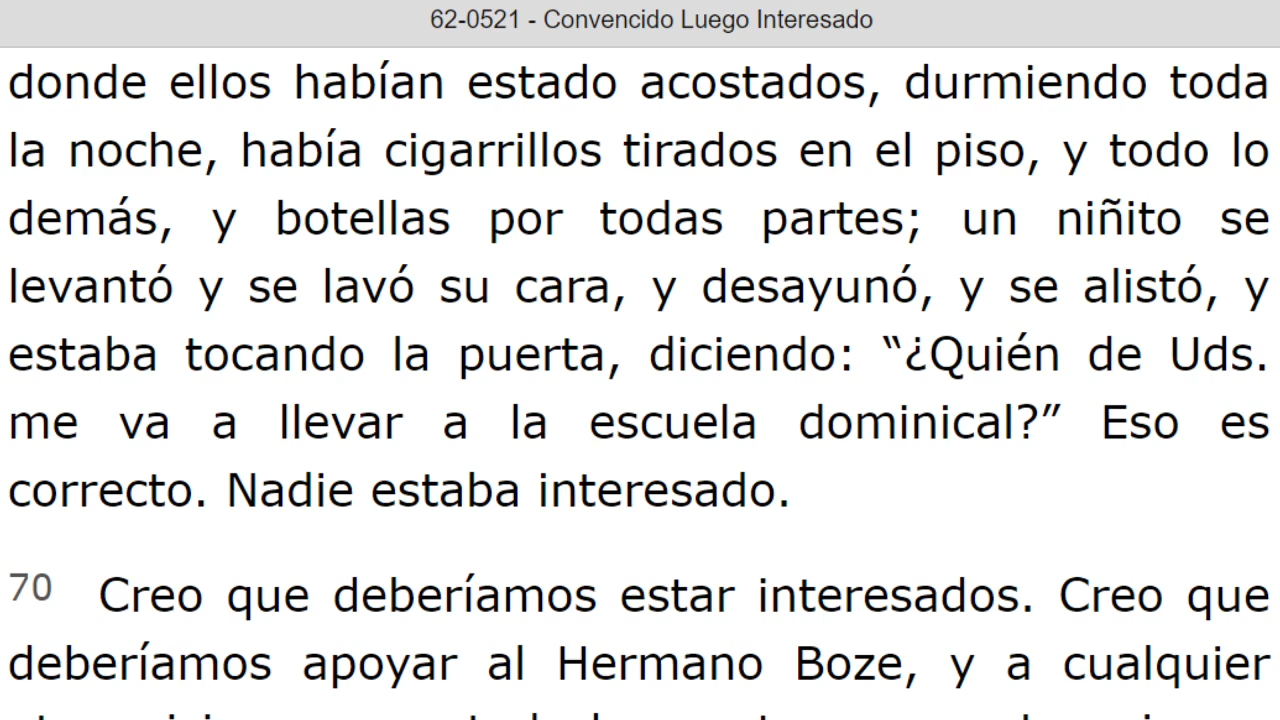 62-0521 - Convencido Luego Interesado
donde ellos habían estado acostados, durmiendo toda
la noche, había cigarrillos tirados en el piso, y todo lo
demás, y botellas por todas partes; un niñito se
levantó y se lavó su cara, y desayunó, y se alistó, y
estaba tocando la puerta, diciendo: “¿Quién de Uds.
me va a llevar a la escuela dominical?” Eso es
correcto. Nadie estaba interesado.
70 Creo que deberíamos estar interesados. Creo que
deberíamos apoyar al Hermano Boze, y a cualquier